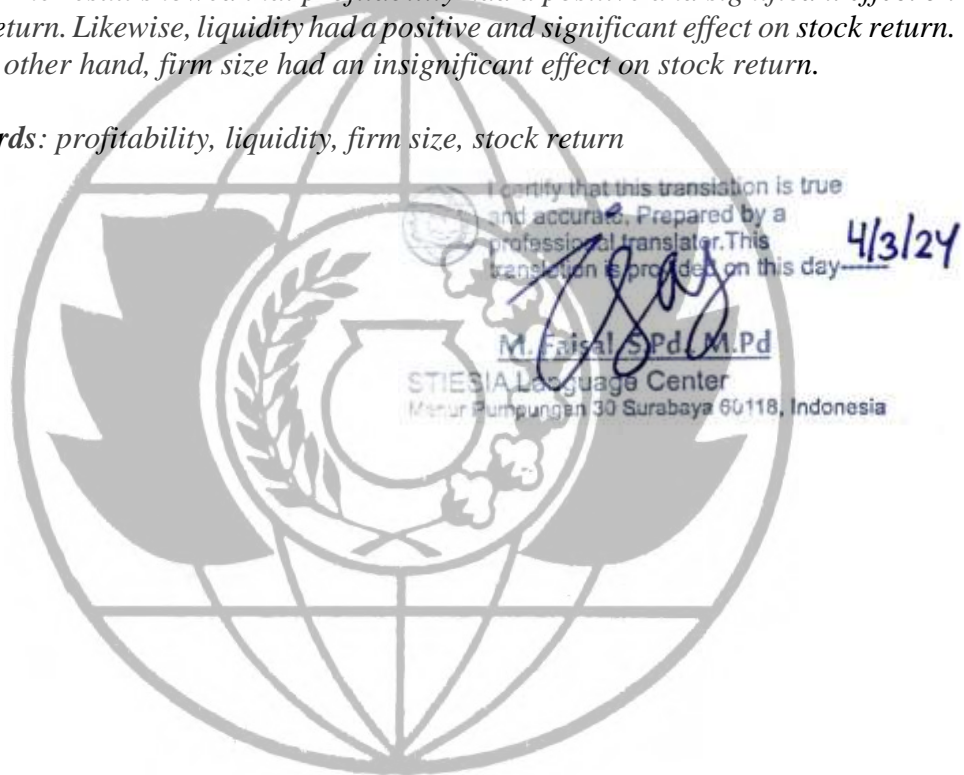 eturn. Likewise, liquidity had a positive and significant effect on stock return.
other hand, firm size had an insignificant effect on stock return.
rds: profitability, liquidity, firm size, stock return
I certify that this translation is true
and accurate. Prepared by a
professional translater. This
translation is provided on this day------ 4/3/24
M. Faisal, S.Pd., M.Pd
STIESIA Language Center
Menur Pumpungan 30 Surabaya 60118, Indonesia